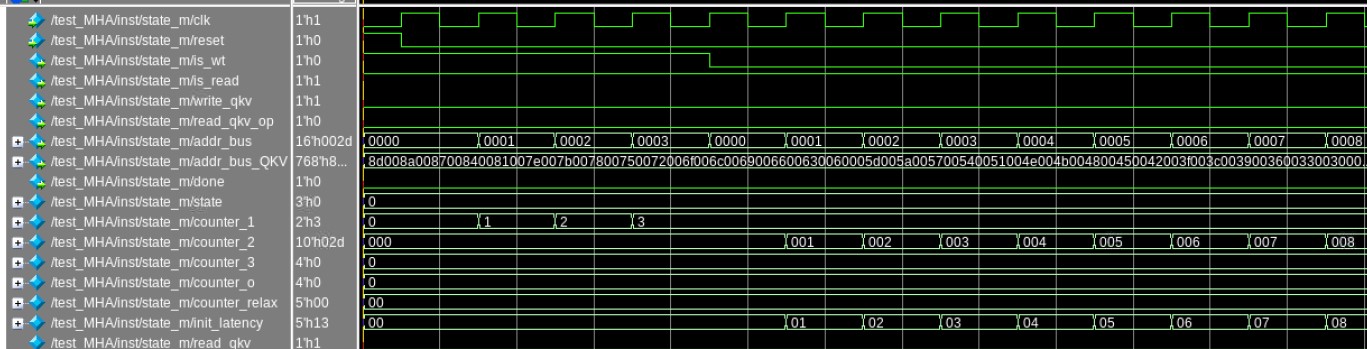 /test_MHA/inst/state_m/clk 1'h1
/test_MHA/inst/state_m/reset 1'h0
/test_MHA/inst/state_m/is_wt 1'h0
/test_MHA/inst/state_m/is_read 1'h1
/test_MHA/inst/state_m/write_qkv 1'h1
/test_MHA/inst/state_m/read_qkv_op 1'h0
/test_MHA/inst/state_m/addr_bus 16'h002d 0000 0001 0002 0003 0000 0001 0002 0003 0004 0005 0006 0007 0008
/test_MHA/inst/state_m/addr_bus_QKV 768'h8... 8d008a008700840081007e007b007800750072006f006c0069006600630060005d005a005700540051004e004b004800450042003f003c0039003600330030000...
/test_MHA/inst/state_m/done 1'h0
/test_MHA/inst/state_m/state 3'h0 0
/test_MHA/inst/state_m/counter_1 2'h3 0 1 2 3
/test_MHA/inst/state_m/counter_2 10'h02d 000 001 002 003 004 005 006 007 008
/test_MHA/inst/state_m/counter_3 4'h0 0
/test_MHA/inst/state_m/counter_o 4'h0 0
/test_MHA/inst/state_m/counter_relax 5'h00 00
/test_MHA/inst/state_m/init_latency 5'h13 00 01 02 03 04 05 06 07 08
/test_MHA/inst/state_m/read_qkv 1'h1